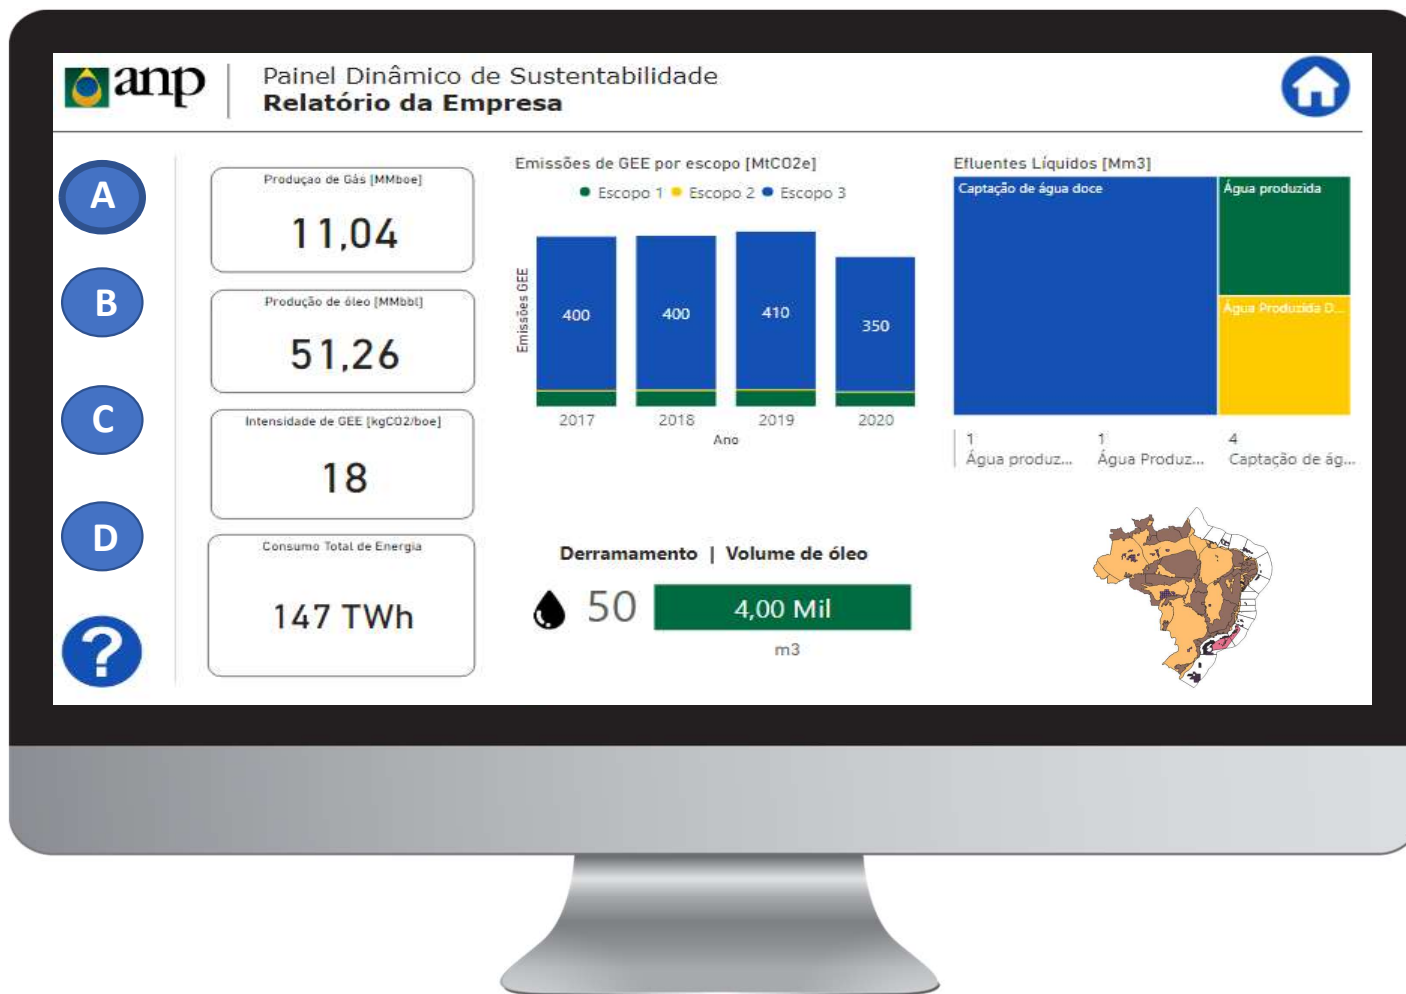 anp
Painel Dinâmico de Sustentabilidade
Relatório da Empresa
A
B
C
D
?
Produçao de Gás [MMboe]
11,04
Produção de óleo [MMbbl]
51,26
Intensidade de GEE [kgCO2/boe]
18
Consumo Total de Energia
147 TWh
Emissões de GEE por escopo [MtCO2e]
Escopo 1 Escopo 2 Escopo 3
Emissões GEE
400 400 410 350
2017 2018 2019 2020
Ano
Derramamento | Volume de óleo
50 4,00 Mil
m3
Efluentes Líquidos [Mm3]
Captação de água doce
Água produzida
Água Produzida D...
1 1 4
Água produz... Água Produz... Captação de ág...